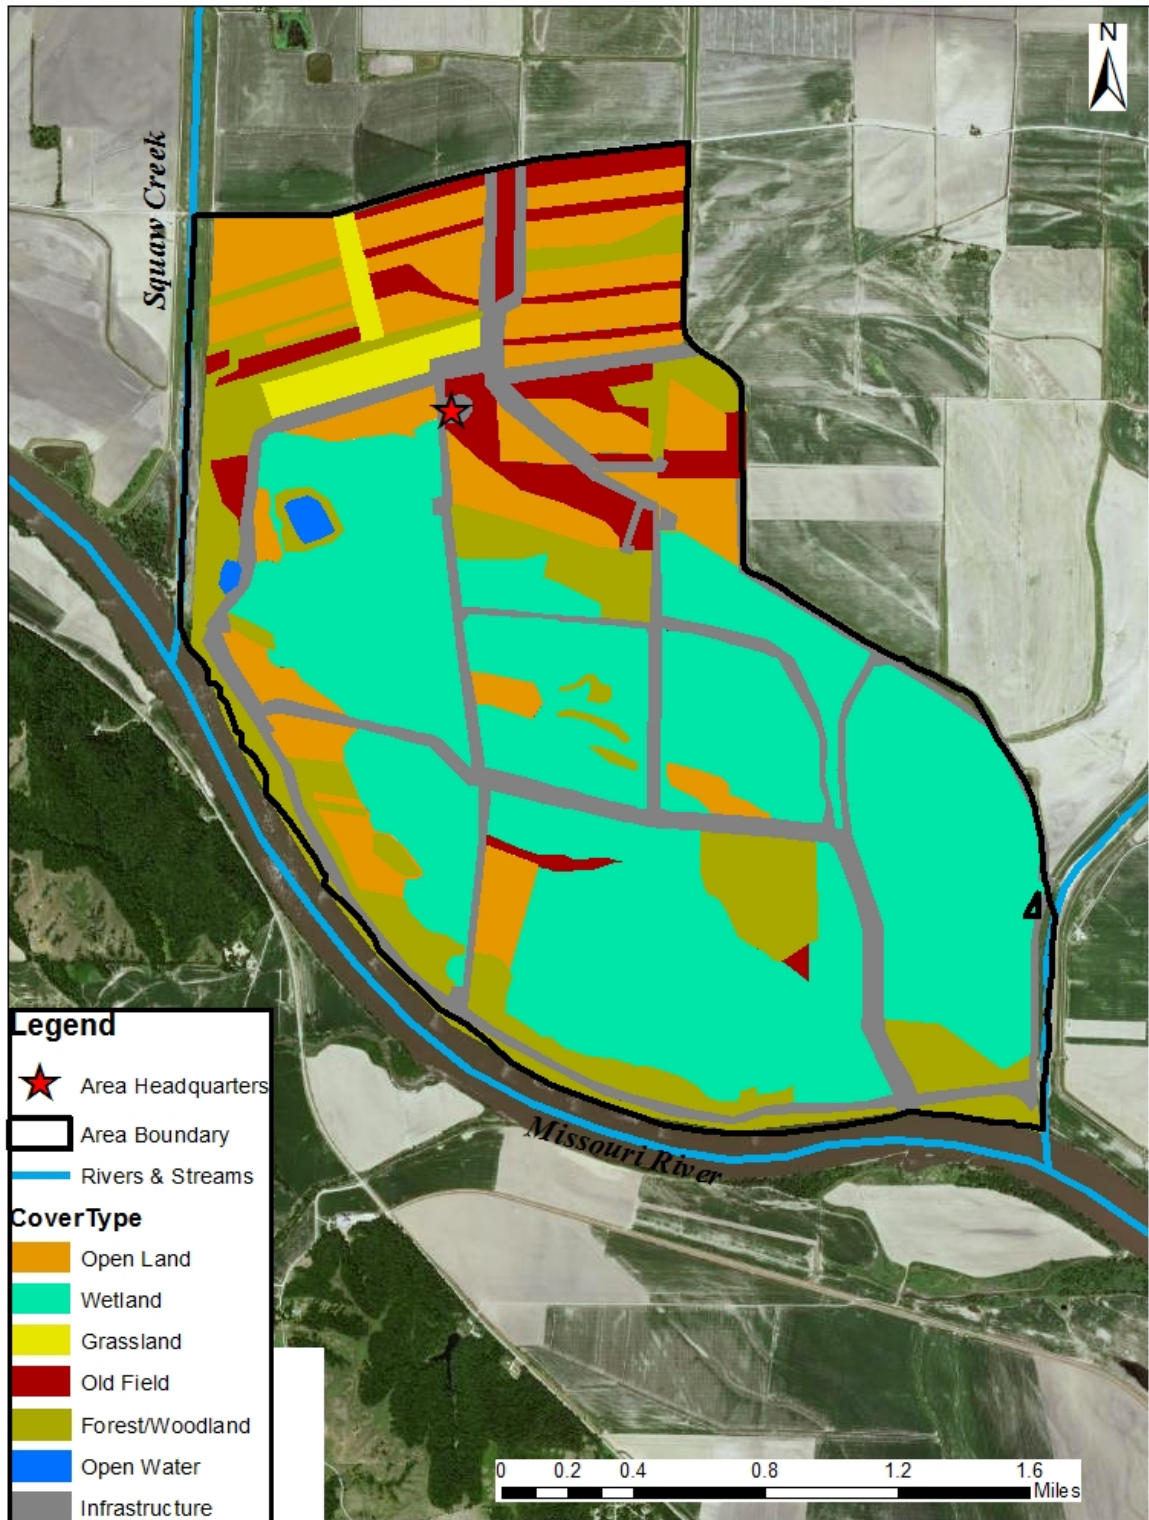 N
Squaw Creek
Missouri River
Legend
Area Headquarters
Area Boundary
Rivers & Streams
CoverType
Open Land
Wetland
Grassland
Old Field
Forest/Woodland
Open Water
Infrastructure
0 0.2 0.4 0.8 1.2 1.6
Miles